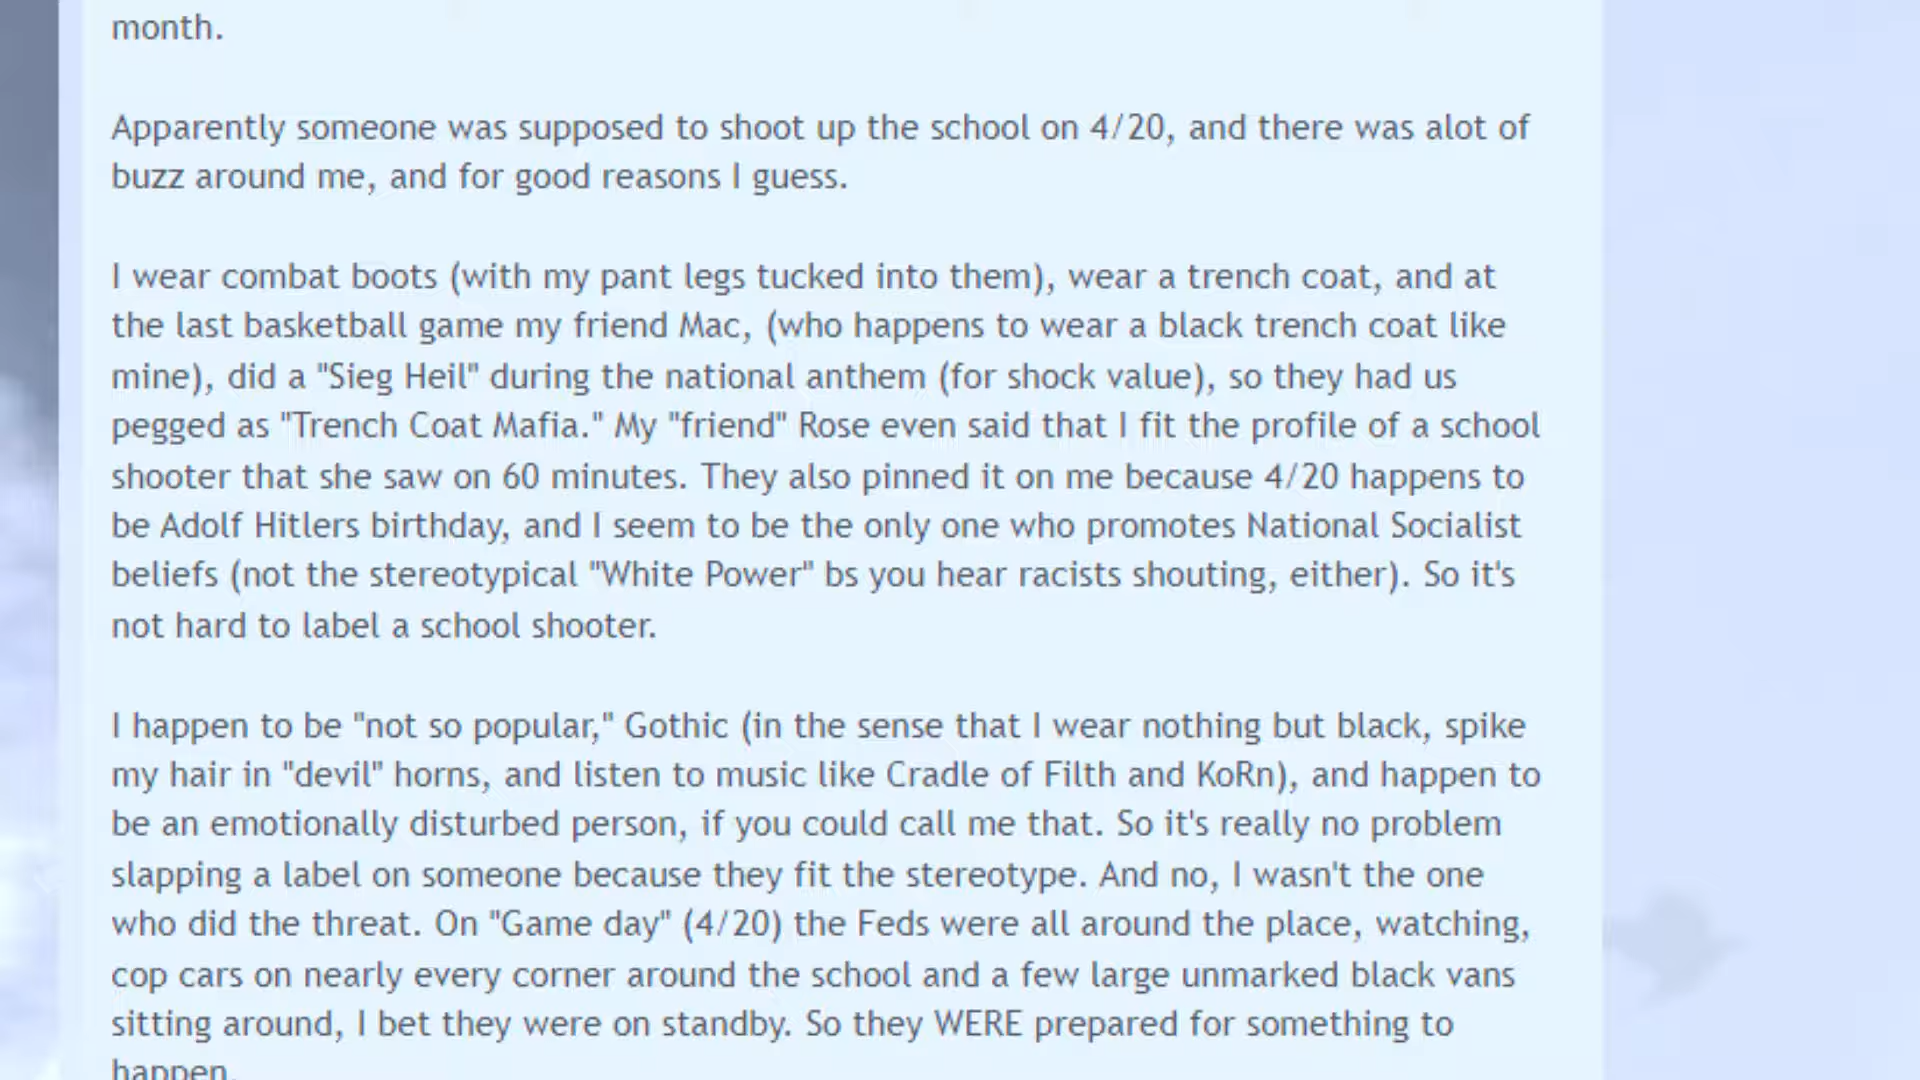 month.
Apparently someone was supposed to shoot up the school on 4/20, and there was alot of
buzz around me, and for good reasons I guess.
I wear combat boots (with my pant legs tucked into them), wear a trench coat, and at
the last basketball game my friend Mac, (who happens to wear a black trench coat like
mine), did a "Sieg Heil" during the national anthem (for shock value), so they had us
pegged as "Trench Coat Mafia." My "friend" Rose even said that I fit the profile of a school
shooter that she saw on 60 minutes. They also pinned it on me because 4/20 happens to
be Adolf Hitlers birthday, and I seem to be the only one who promotes National Socialist
beliefs (not the stereotypical "White Power" bs you hear racists shouting, either). So it's
not hard to label a school shooter.
I happen to be "not so popular," Gothic (in the sense that I wear nothing but black, spike
my hair in "devil" horns, and listen to music like Cradle of Filth and KoRn), and happen to
be an emotionally disturbed person, if you could call me that. So it's really no problem
slapping a label on someone because they fit the stereotype. And no, I wasn't the one
who did the threat. On "Game day" (4/20) the Feds were all around the place, watching,
cop cars on nearly every corner around the school and a few large unmarked black vans
sitting around, I bet they were on standby. So they WERE prepared for something to
happen.